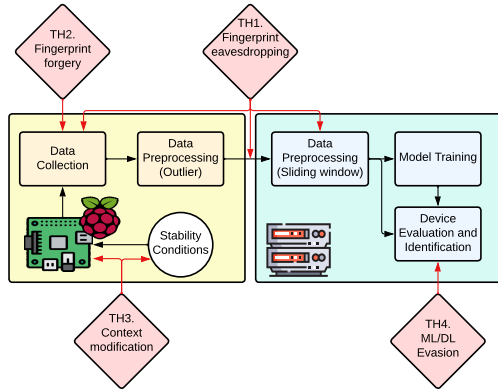 TH2.
Fingerprint
forgery
TH1.
Fingerprint
eavesdropping
Data
Collection
Data
Preprocessing
(Outlier)
Data
Preprocessing
(Sliding window)
Model Training
Stability
Conditions
Device
Evaluation and
Identification
TH3.
Context
modification
TH4.
ML/DL
Evasion